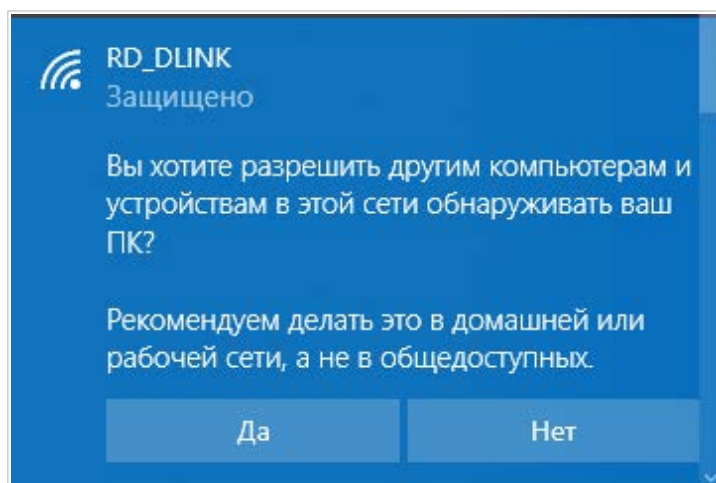 RD_DLINK
Защищено
Вы хотите разрешить другим компьютерам и
устройствам в этой сети обнаруживать ваш
ПК?
Рекомендуем делать это в домашней или
рабочей сети, а не в общедоступных.
Да
Нет